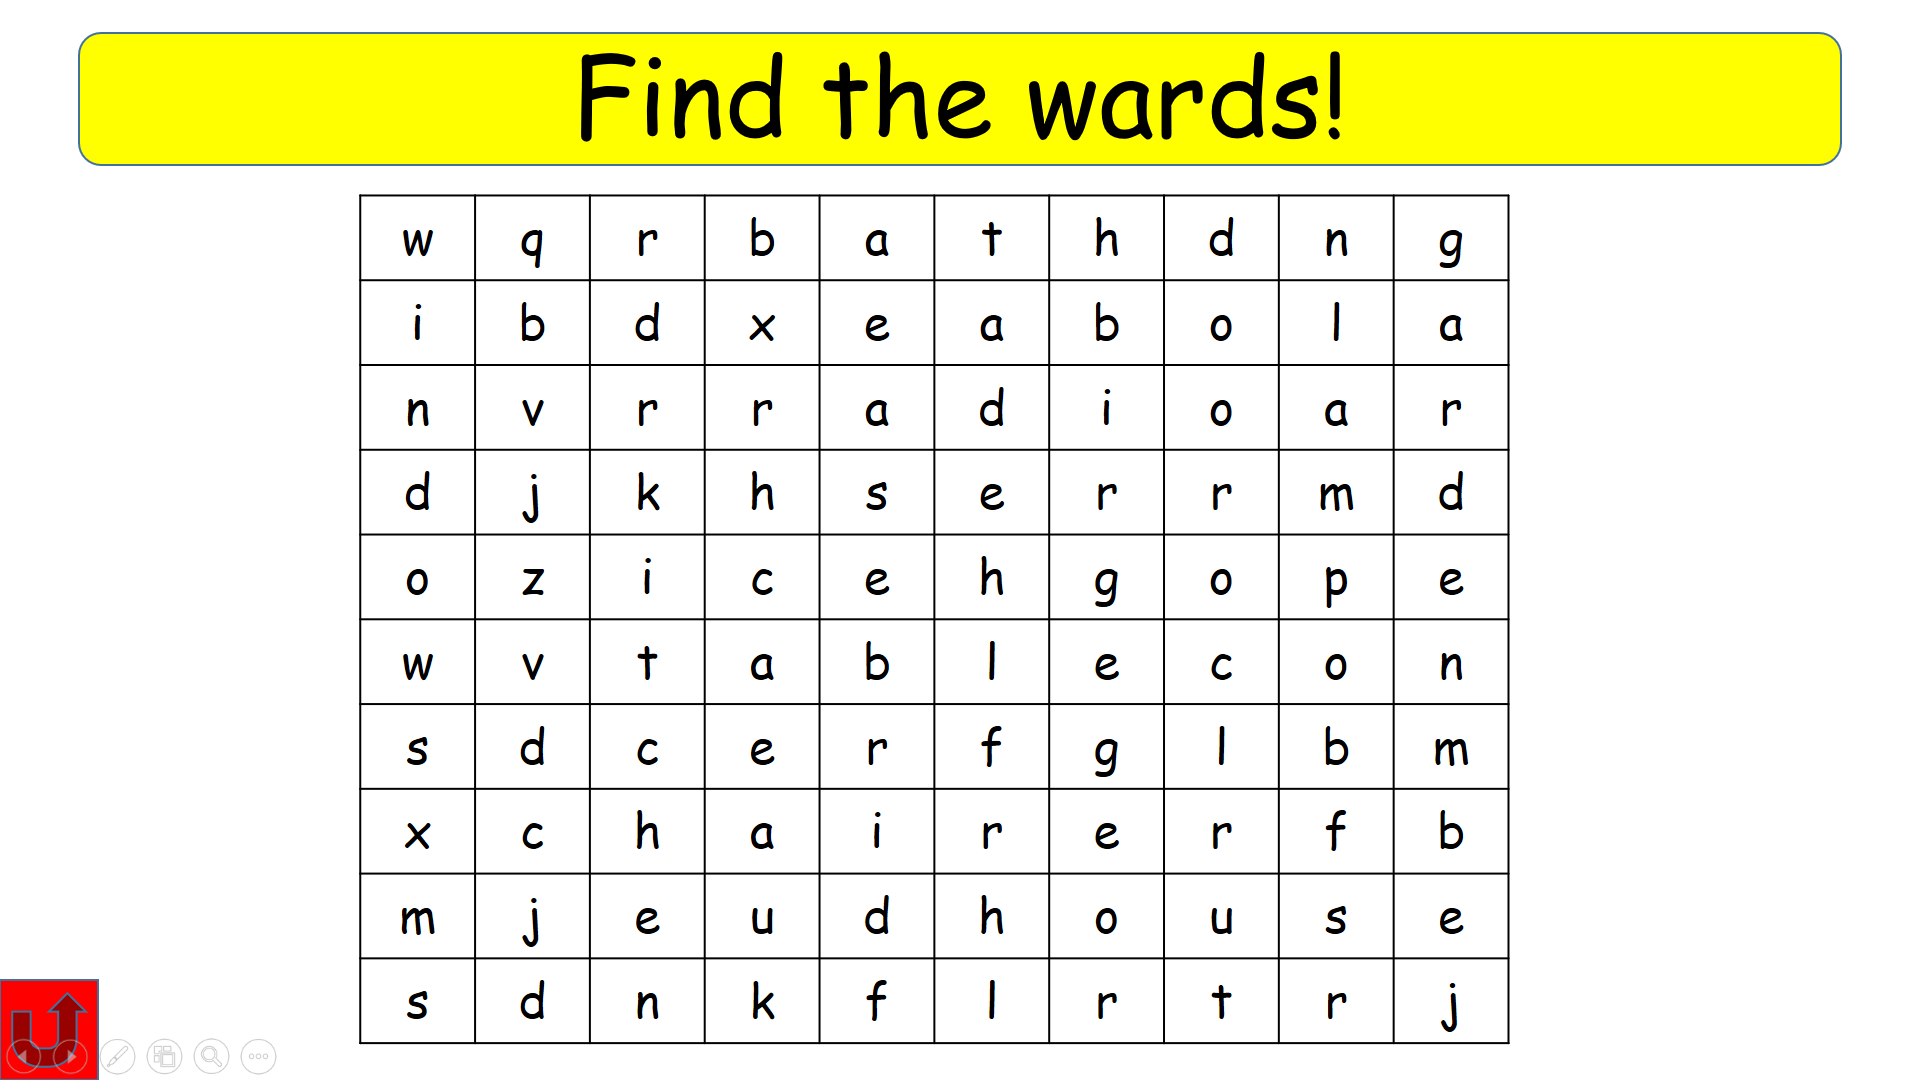 Find the wards!
w q r b a t h d n g
i b d x e a b o l a
n v r r a d i o a r
d j k h s e r r m d
o z i c e h g o p e
w v t a b l e c o n
s d c e r f g l b m
x c h a i r e r f b
m j e u d h o u s e
s d n k f l r t r j